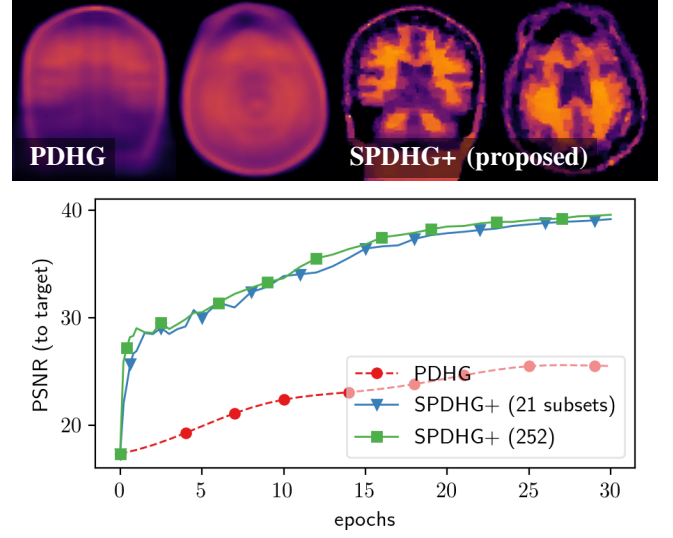 PDHG
SPDHG+ (proposed)
40
30
20
PSNR (to target)
PDHG
SPDHG+ (21 subsets)
SPDHG+ (252)
0 5 10 15 20 25 30
epochs